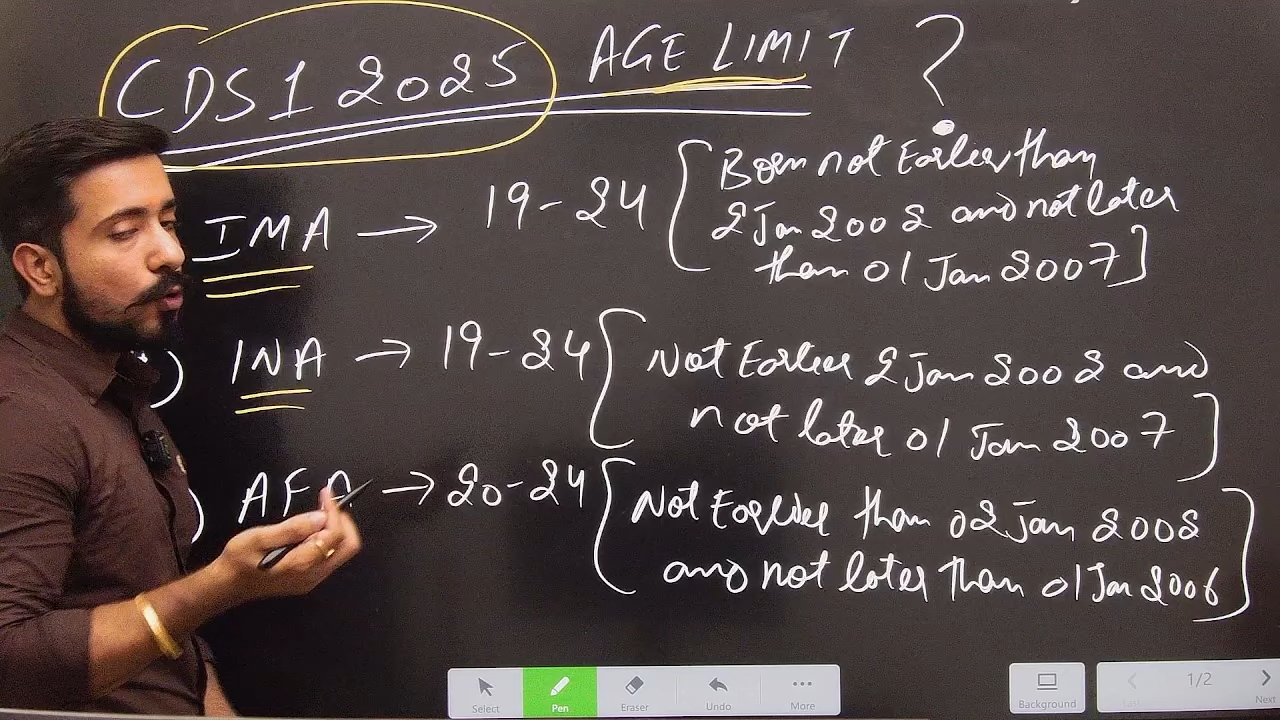 CDS 1 2025 AGE LIMIT ?
IMA → 19-24 [Born not Earlier than
2 Jan 2002 and not later
than 01 Jan 2007]
) INA → 19-24 [Not Earlier 2 Jan 2002 and
not later 01 Jan 2007]
) AFA → 20-24 [Not Earlier than 02 Jan 2002
and not later than 01 Jan 2006]
Select Pen Eraser Undo More Background 1/2 Next